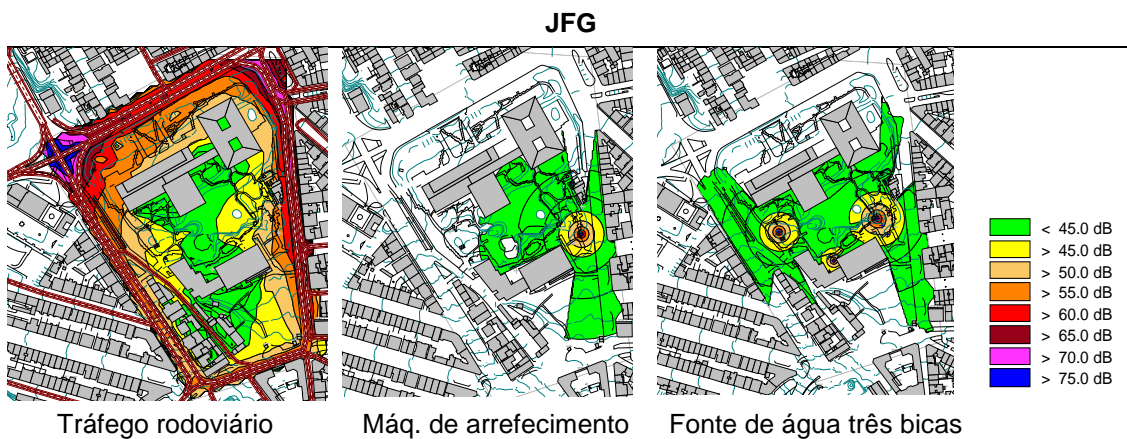 JFG
< 45.0 dB
> 45.0 dB
> 50.0 dB
> 55.0 dB
> 60.0 dB
> 65.0 dB
> 70.0 dB
> 75.0 dB
Tráfego rodoviário Máq. de arrefecimento Fonte de água três bicas